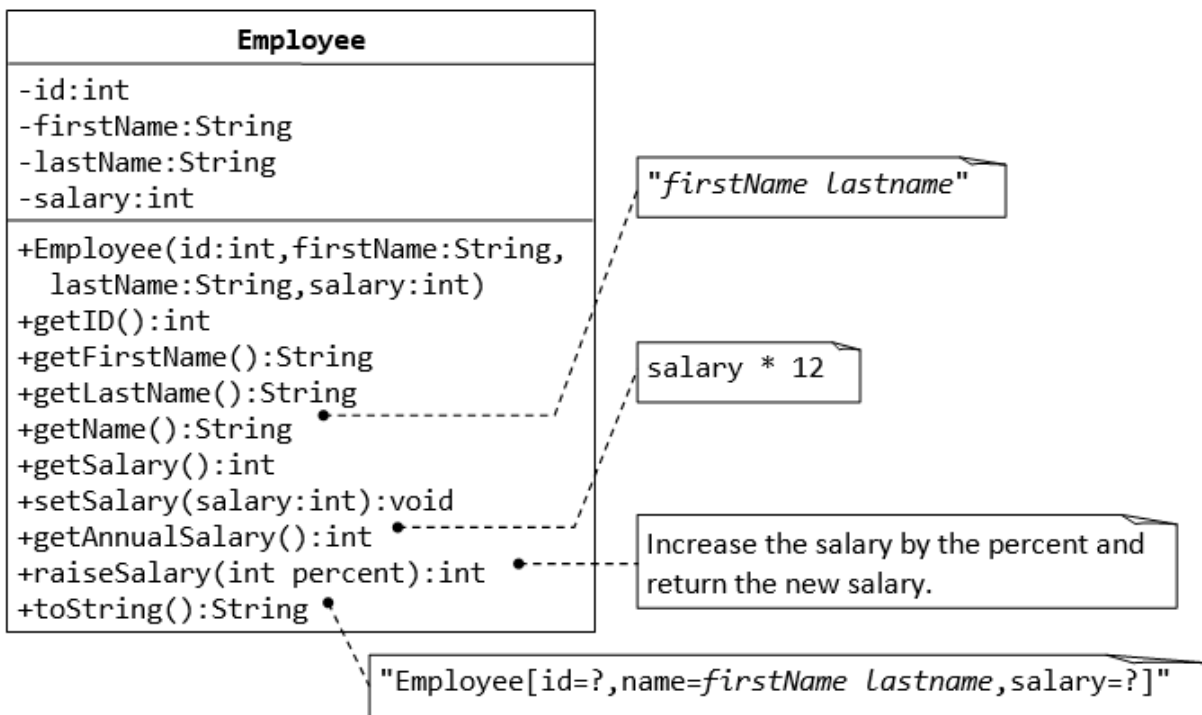 Employee
-id:int
-firstName:String
-lastName:String
-salary:int
+Employee(id:int,firstName:String,
lastName:String,salary:int)
+getID():int
+getFirstName():String
+getLastName():String
+getName():String
+getSalary():int
+setSalary(salary:int):void
+getAnnualSalary():int
+raiseSalary(int percent):int
+toString():String
"firstName lastname"
salary * 12
Increase the salary by the percent and
return the new salary.
"Employee[id=?,name=firstName lastname,salary=?]"